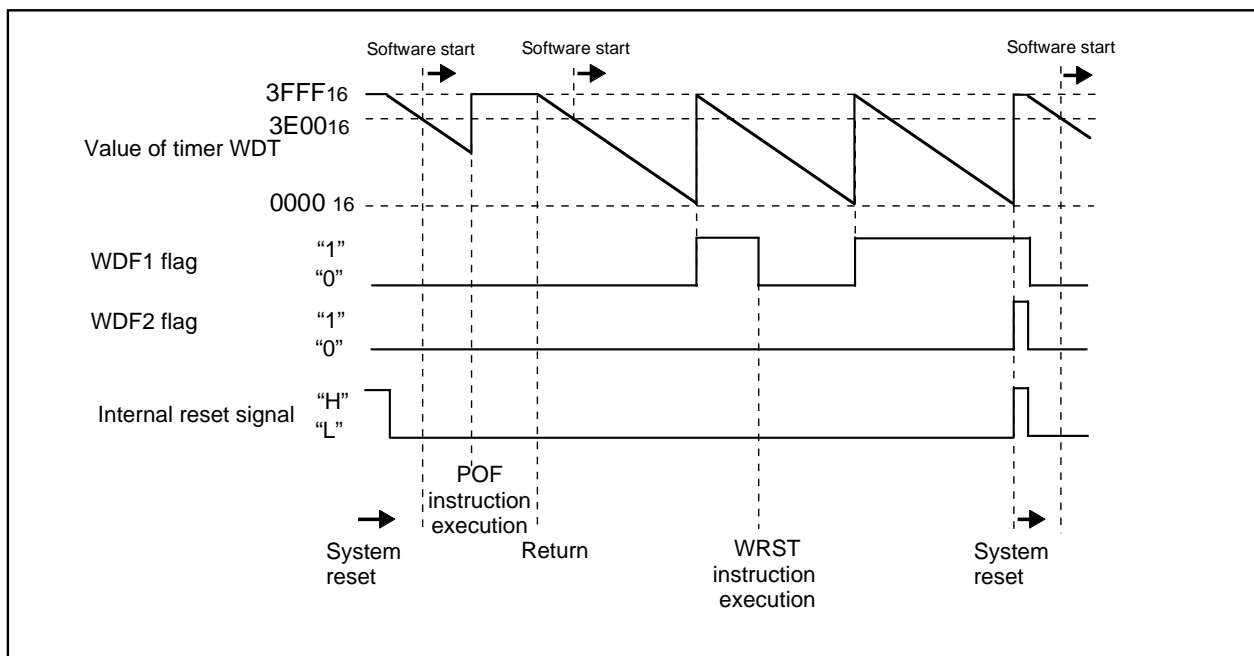 Software start
Software start
Software start
3FFF16
3E0016
Value of timer WDT
0000 16
“1”
WDF1 flag
“0”
WDF2 flag
“1”
“0”
“H”
Internal reset signal
“L”
POF
instruction
execution
System
reset
Return
WRST
instruction
execution
System
reset